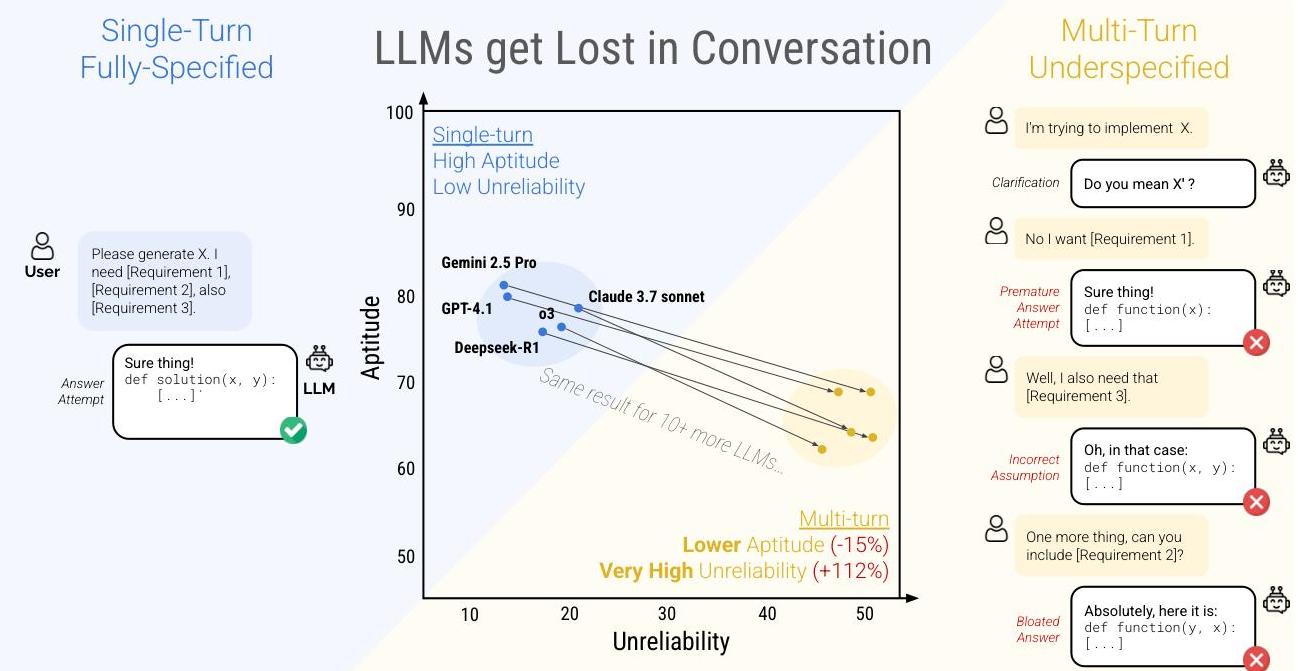 Single-Turn
Fully-Specified
User
Please generate X. I
need [Requirement 1],
[Requirement 2], also
[Requirement 3].
Answer
Attempt
Sure thing!
def solution(x, y):
[...]`
LLM
LLMs get Lost in Conversation
Aptitude
100
90
80
70
60
50
Single-turn
High Aptitude
Low Unreliability
Gemini 2.5 Pro
GPT-4.1
o3
Claude 3.7 sonnet
Deepseek-R1
Same result for 10+ more LLMs...
Multi-turn
Lower Aptitude (-15%)
Very High Unreliability (+112%)
10
20
30
40
50
Unreliability
Multi-Turn
Underspecified
I'm trying to implement X.
Clarification
Do you mean X' ?
No I want [Requirement 1].
Premature
Answer
Attempt
Sure thing!
def function(x):
[...]
Well, I also need that
[Requirement 3].
Incorrect
Assumption
Oh, in that case:
def function(x, y):
[...]
One more thing, can you
include [Requirement 2]?
Bloated
Answer
Absolutely, here it is:
def function(y, x):
[...]